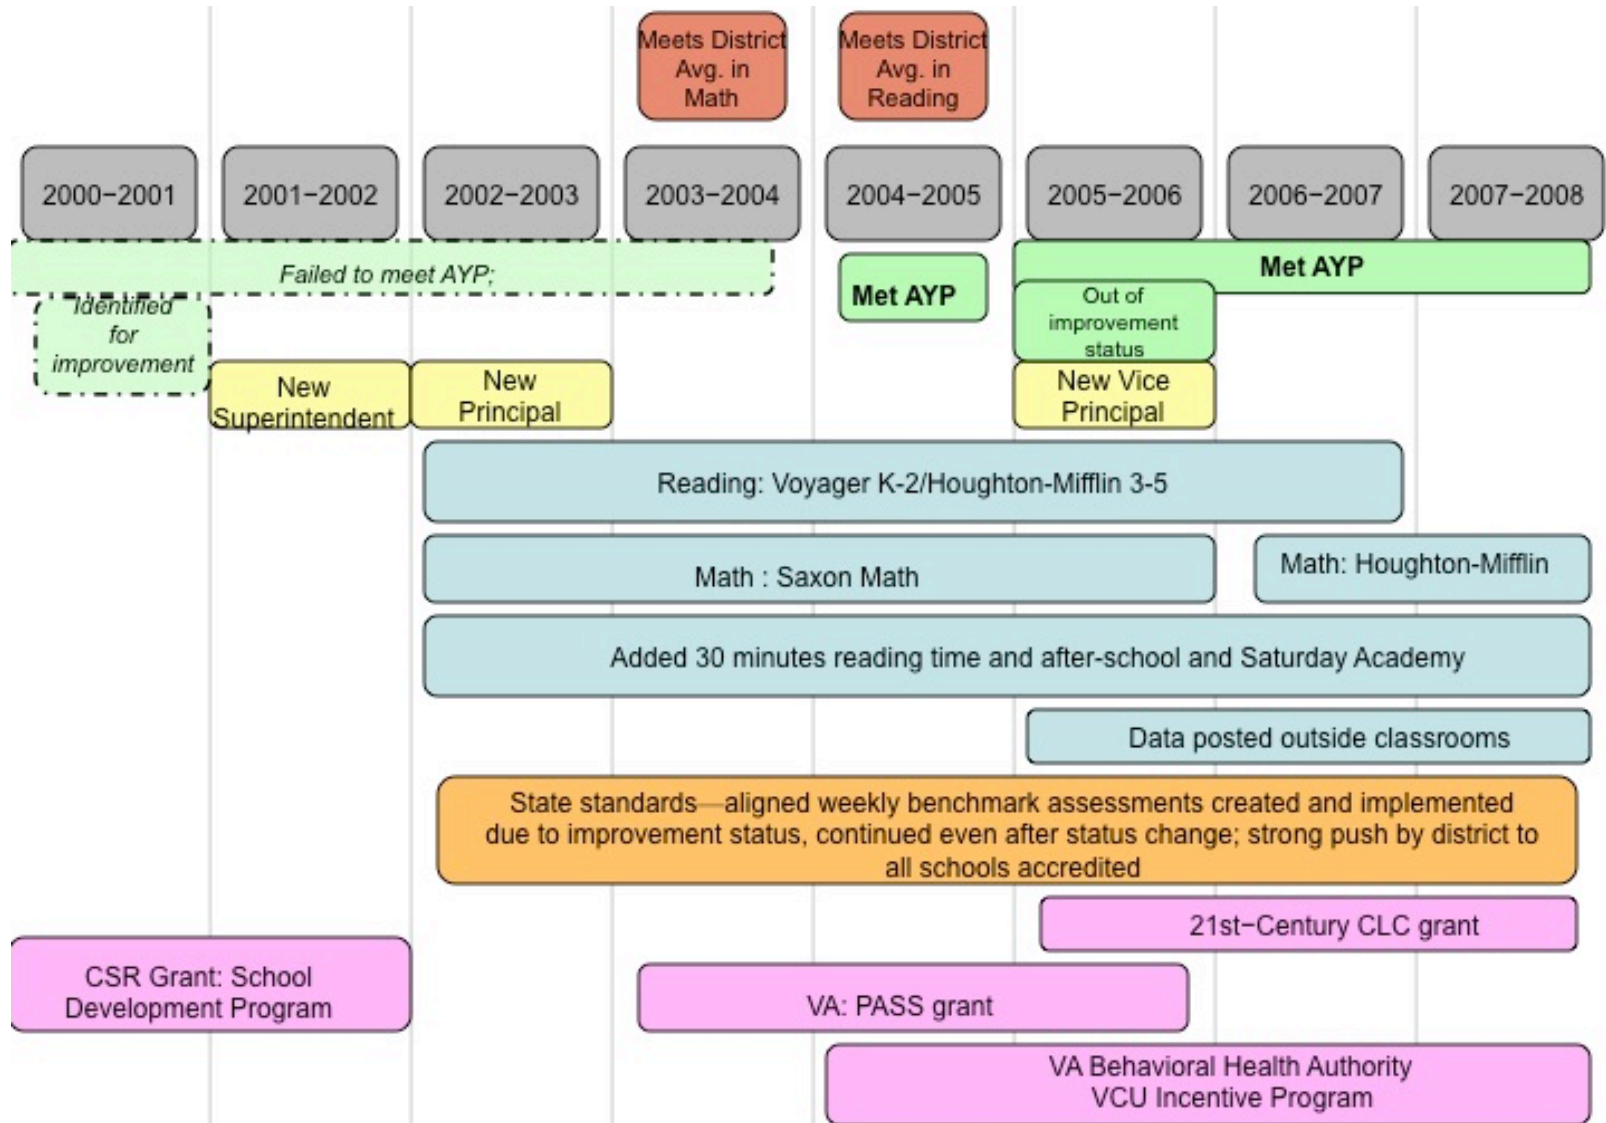 Meets District
Avg. in
Math
Meets District
Avg. in
Reading
2000−2001
2001−2002
2002−2003
2003−2004
2004−2005
2005−2006
2006−2007
2007−2008
Failed to meet AYP;
Identified
for
improvement
Met AYP
Met AYP
Out of
improvement
status
New
Superintendent
New
Principal
New Vice
Principal
Reading: Voyager K-2/Houghton-Mifflin 3-5
Math : Saxon Math
Math: Houghton-Mifflin
Added 30 minutes reading time and after-school and Saturday Academy
Data posted outside classrooms
State standards—aligned weekly benchmark assessments created and implemented
due to improvement status, continued even after status change; strong push by district to
all schools accredited
21st−Century CLC grant
CSR Grant: School
Development Program
VA: PASS grant
VA Behavioral Health Authority
VCU Incentive Program